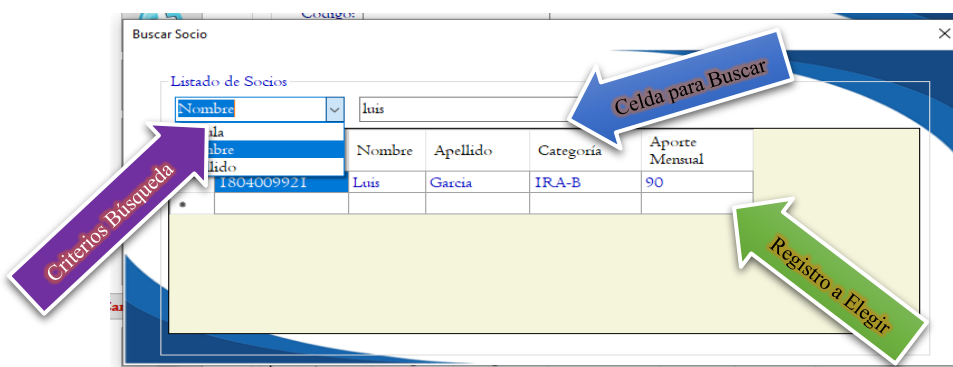 Codigo:
Buscar Socio
Listado de Socios
Nombre
luis
Celda para Buscar
Nombre Apellido Categoría Aporte Mensual
1804009921 Luis Garcia IRA-B 90
Criterios Búsqueda
Registro a Elegir